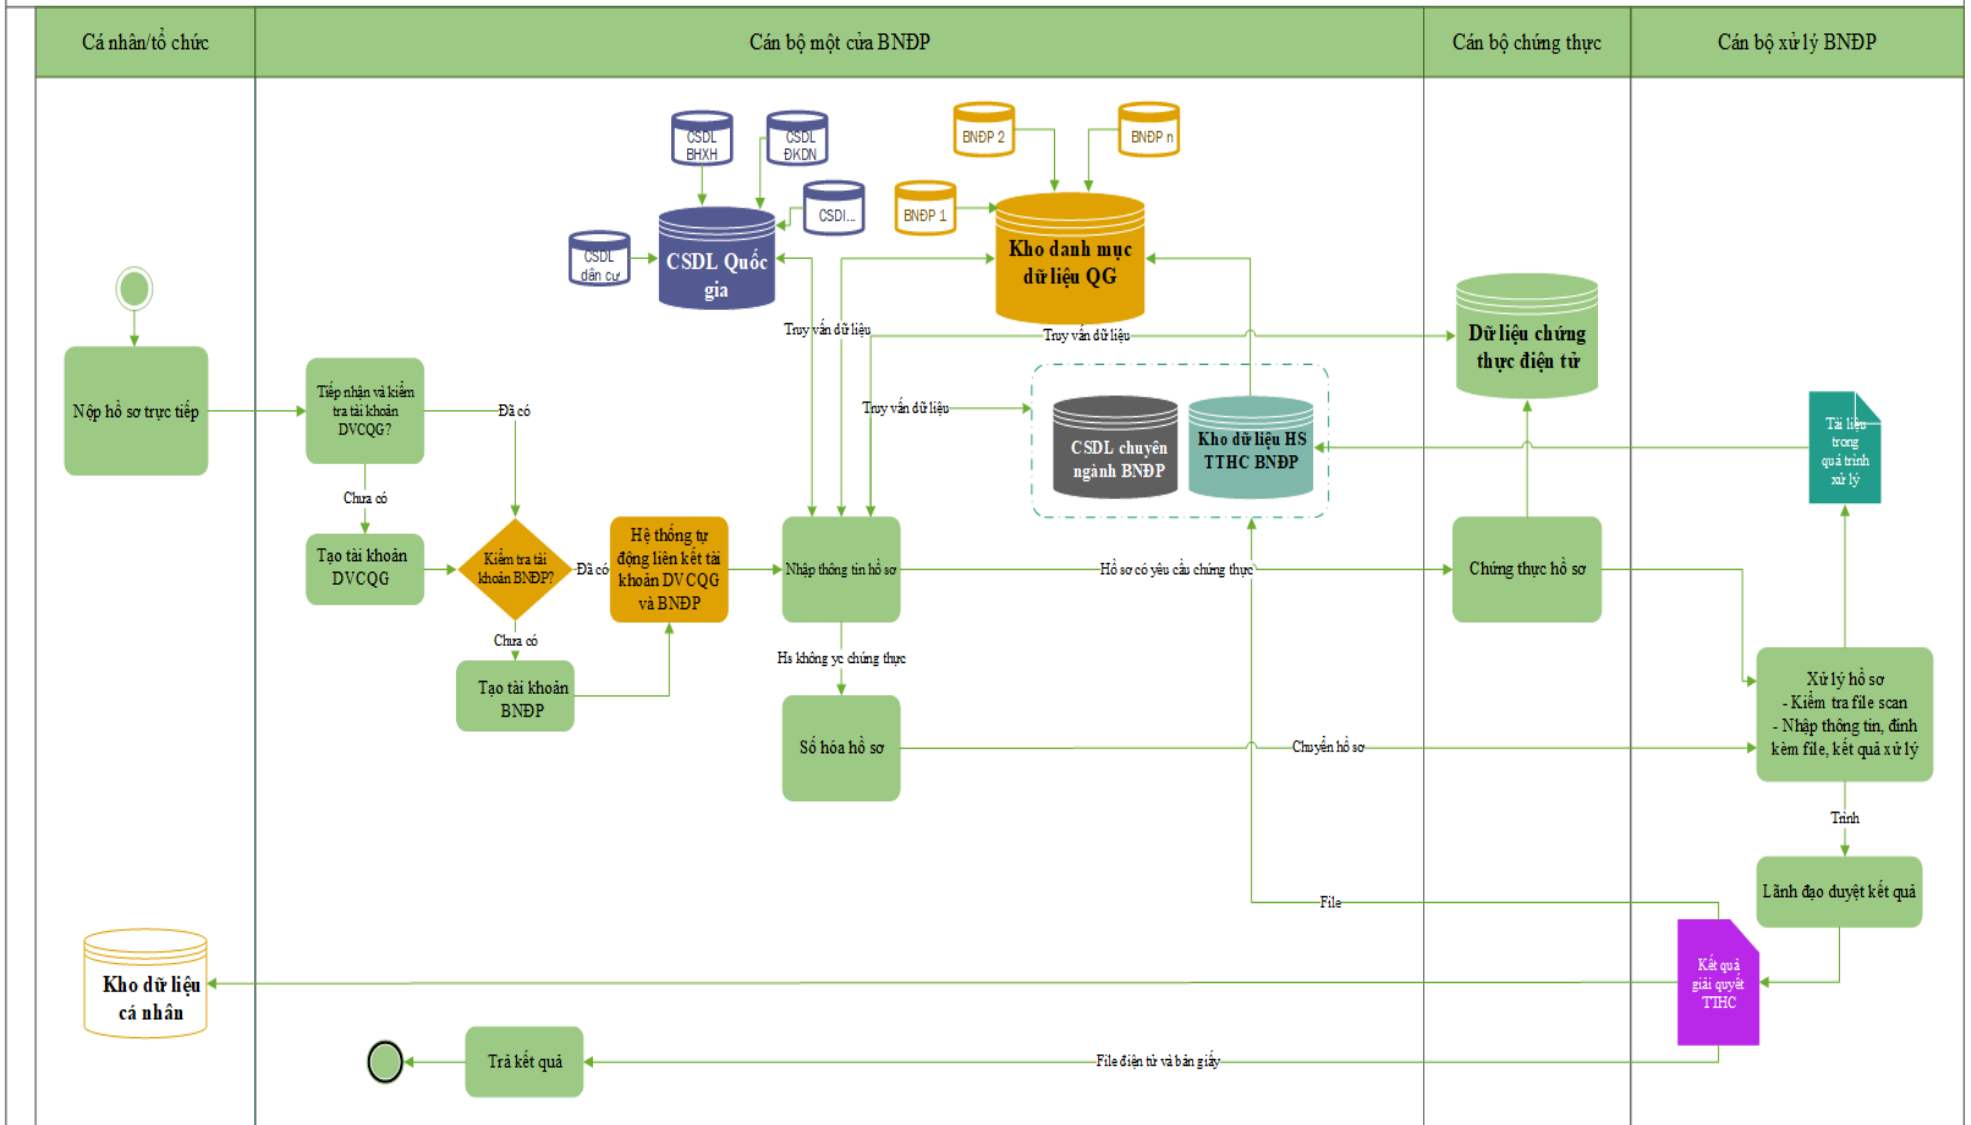 Cá nhân/tổ chức
Cán bộ một cửa BNĐP
Cán bộ chứng thực
Cán bộ xử lý BNĐP
CSDL
BHXH
CSDL
ĐKDN
CSDl...
CSDL
dân cư
CSDL Quốc
gia
BNĐP 2
BNĐP n
BNĐP 1
Kho danh mục
dữ liệu QG
Truy vấn dữ liệu
Truy vấn dữ liệu
Truy vấn dữ liệu
Dữ liệu chứng
thực điện tử
CSDL chuyên
ngành BNĐP
Kho dữ liệu HS
TTHC BNĐP
Tài liệu
trong
quá trình
xử lý
Nộp hồ sơ trực tiếp
Tiếp nhận và kiểm
tra tài khoản
DVCQG?
Đã có
Chưa có
Tạo tài khoản
DVCQG
Kiểm tra tài
khoản BNĐP?
Đã có
Hệ thống tự
động liên kết tài
khoản DVCQG
và BNĐP
Nhập thông tin hồ sơ
Hồ sơ có yêu cầu chứng thực
Chứng thực hồ sơ
Chưa có
Tạo tài khoản
BNĐP
Hs không yc chứng thực
Số hóa hồ sơ
Chuyển hồ sơ
Xử lý hồ sơ
- Kiểm tra file scan
- Nhập thông tin, đính
kèm file, kết quả xử lý
Trình
Lãnh đạo duyệt kết quả
File
Kết quả
giải quyết
TTHC
Kho dữ liệu
cá nhân
Trả kết quả
File điện tử và bản giấy